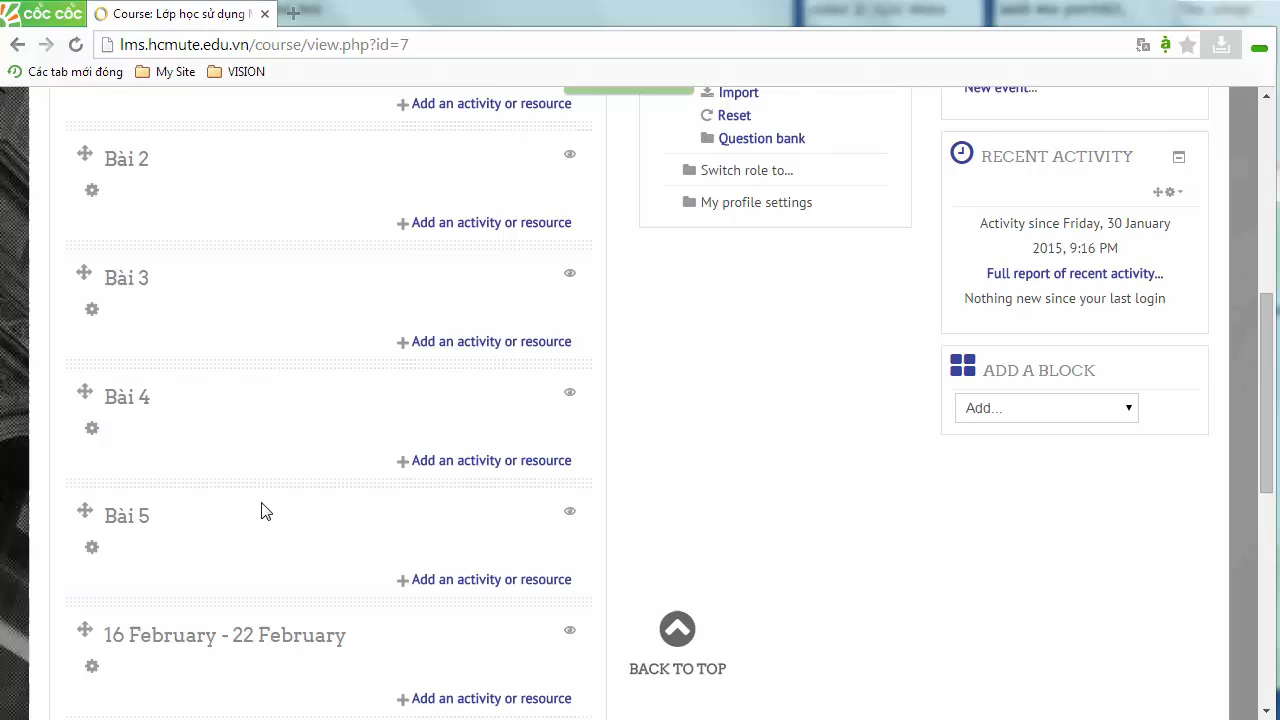 cốc cốc
Course: Lớp học sử dụng
lms.hcmute.edu.vn/course/view.php?id=7
Các tab mới đóng
My Site
VISION
Add an activity or resource
Bài 2
Add an activity or resource
Bài 3
Add an activity or resource
Bài 4
Add an activity or resource
Bài 5
Add an activity or resource
16 February - 22 February
Add an activity or resource
Import
Reset
Question bank
Switch role to...
My profile settings
BACK TO TOP
New event...
RECENT ACTIVITY
Activity since Friday, 30 January
2015, 9:16 PM
Full report of recent activity...
Nothing new since your last login
ADD A BLOCK
Add...